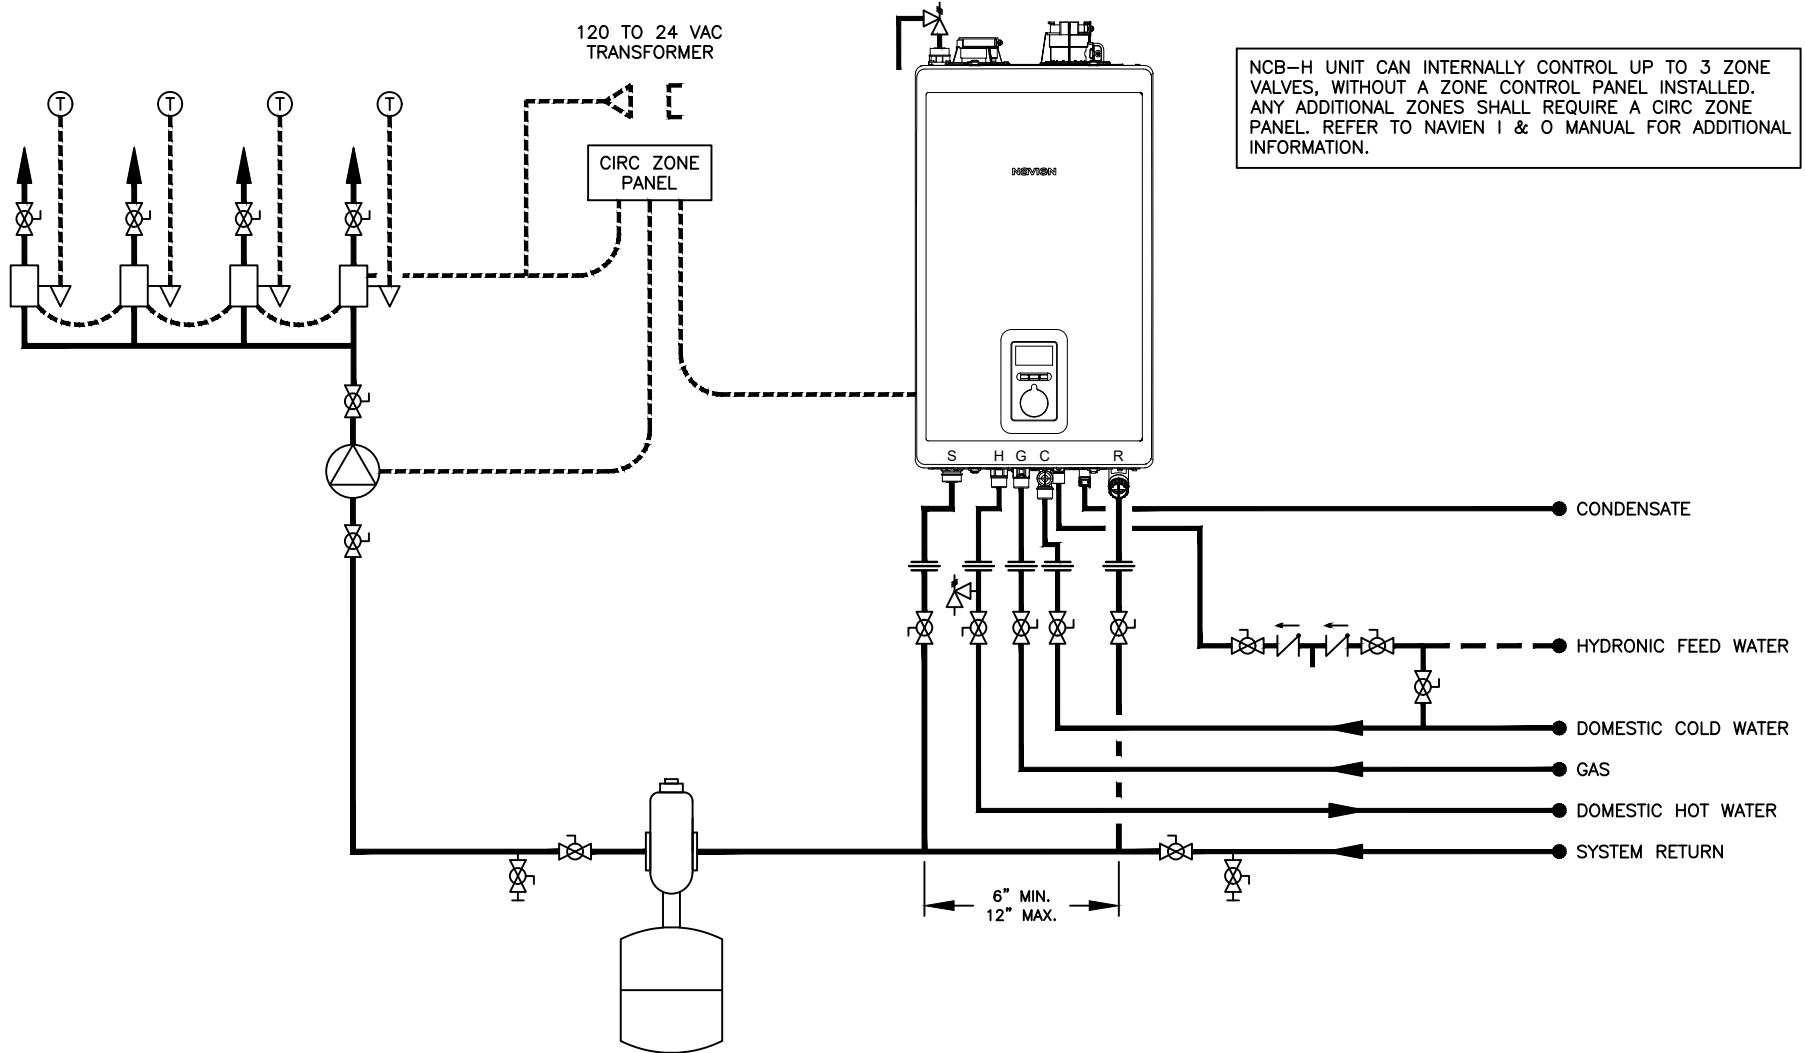 120 TO 24 VAC
TRANSFORMER
NCB-H UNIT CAN INTERNALLY CONTROL UP TO 3 ZONE
VALVES, WITHOUT A ZONE CONTROL PANEL INSTALLED.
ANY ADDITIONAL ZONES SHALL REQUIRE A CIRC ZONE
PANEL. REFER TO NAVIEN I & O MANUAL FOR ADDITIONAL
INFORMATION.
T T T T
CIRC ZONE
PANEL
NAVIEN
S H G C R
CONDENSATE
HYDRONIC FEED WATER
DOMESTIC COLD WATER
GAS
DOMESTIC HOT WATER
SYSTEM RETURN
6" MIN.
12" MAX.